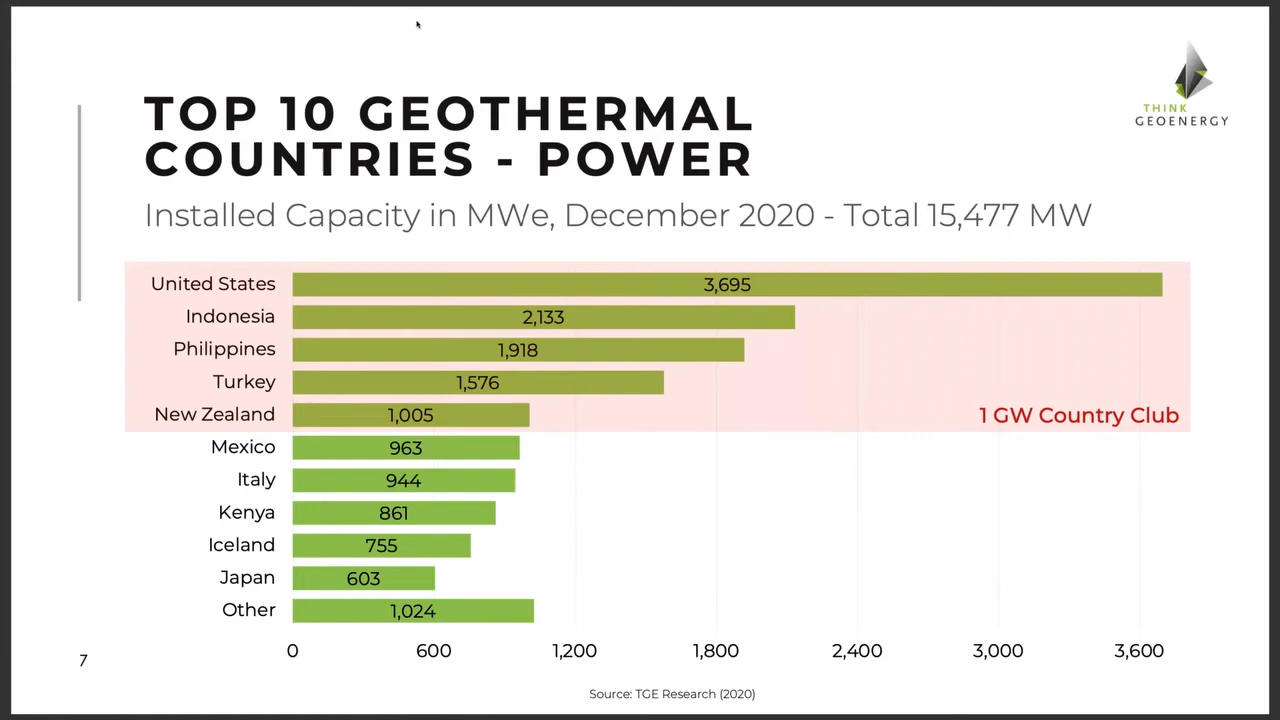 THINK
GEOENERGY
TOP 10 GEOTHERMAL
COUNTRIES - POWER
Installed Capacity in MWe, December 2020 - Total 15,477 MW
United States 3,695
Indonesia 2,133
Philippines 1,918
Turkey 1,576
New Zealand 1,005 1 GW Country Club
Mexico 963
Italy 944
Kenya 861
Iceland 755
Japan 603
Other 1,024
0 600 1,200 1,800 2,400 3,000 3,600
7
Source: TGE Research (2020)